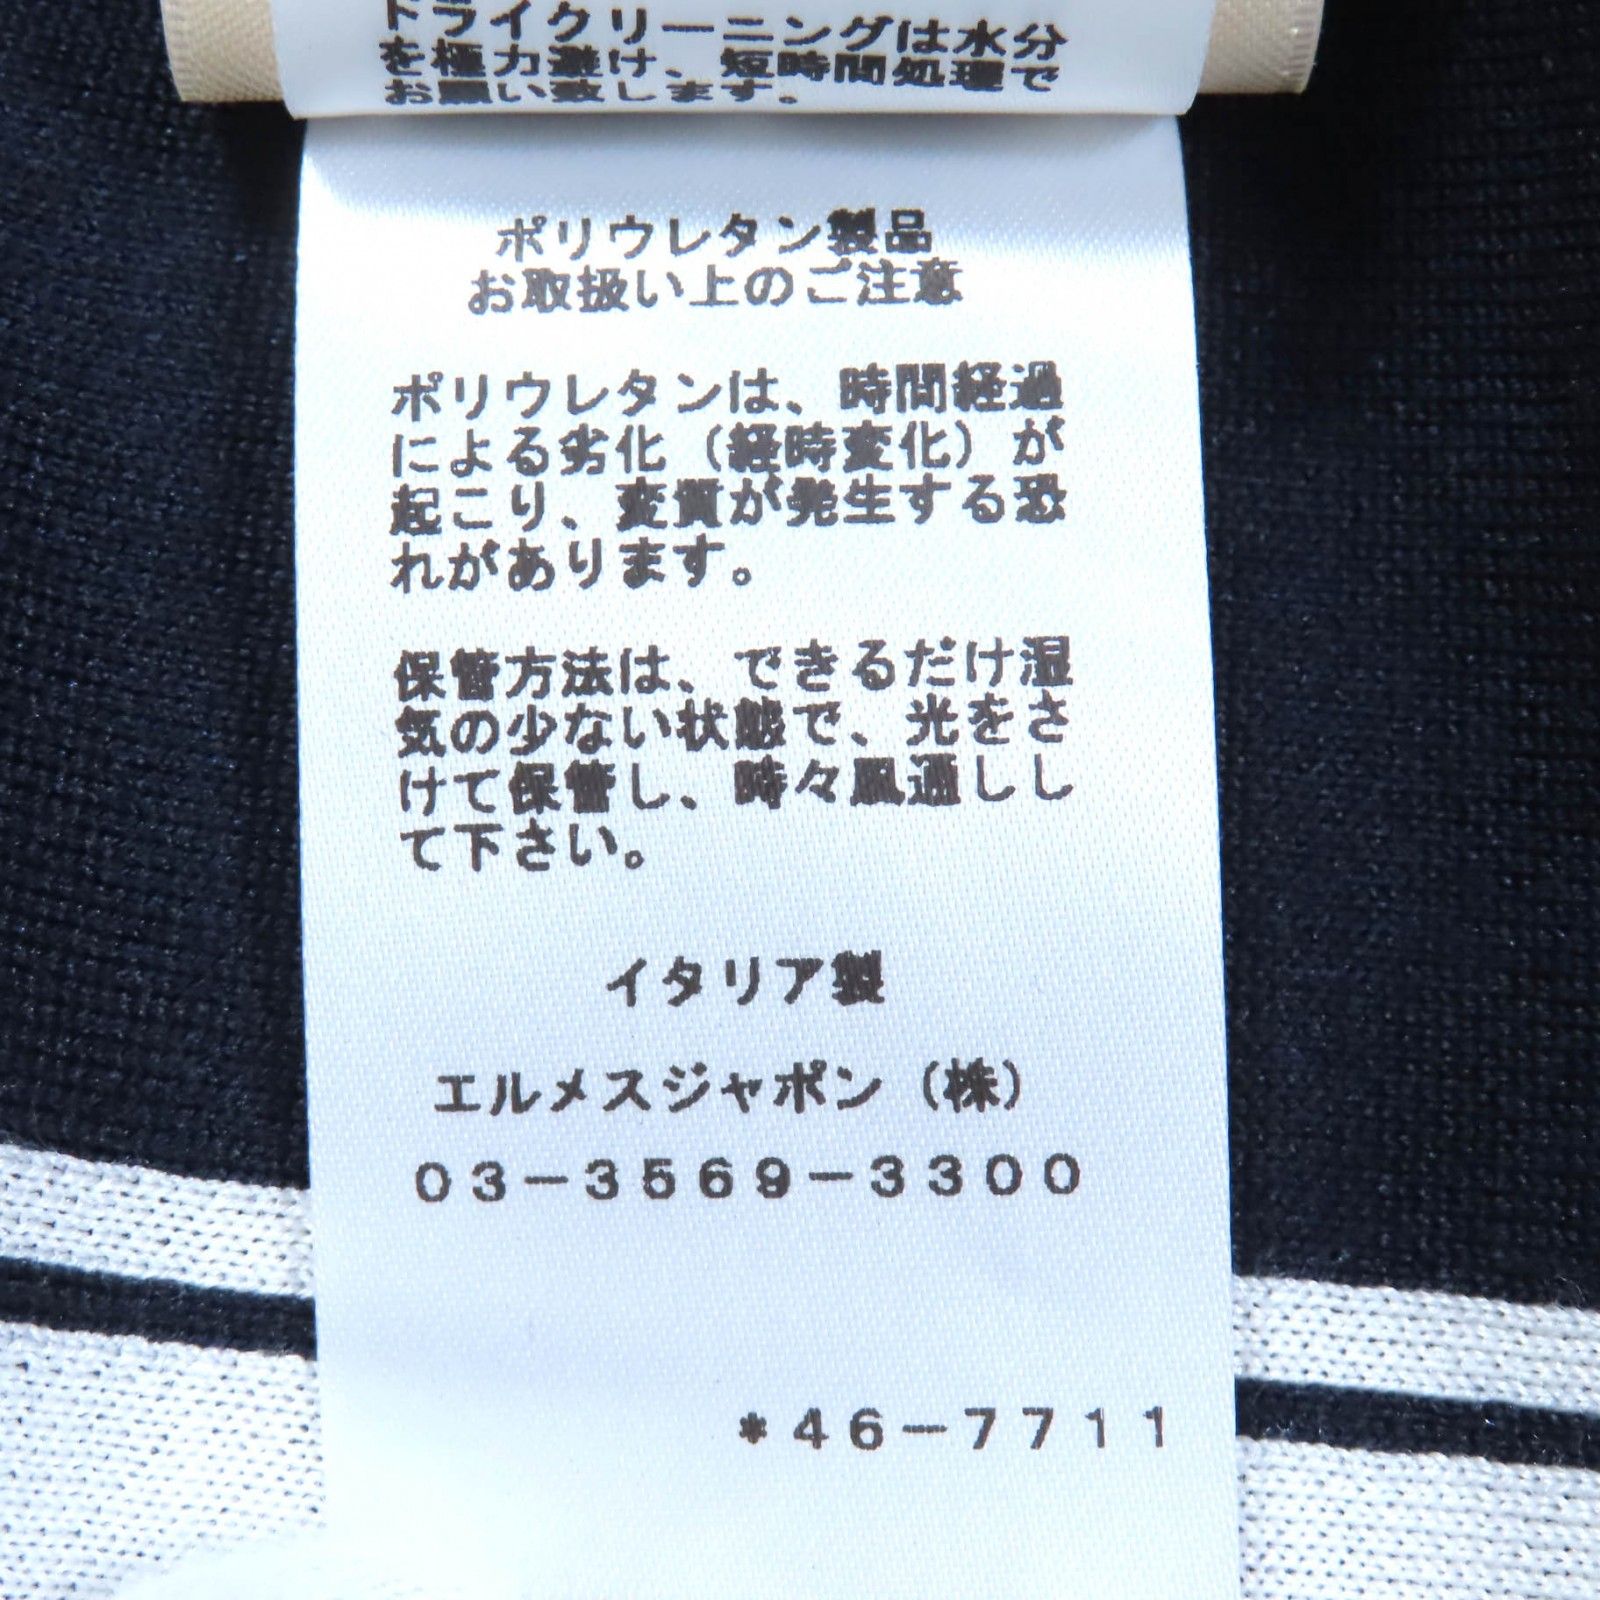 ドライクリーニングは水分
を極力避け、短時間処理で
お願い致します。
ポリウレタン製品
お取扱い上のご注意
ポリウレタンは、時間経過
による劣化（経時変化）が
起こり、変質が発生する恐
れがあります。
保管方法は、できるだけ湿
気の少ない状態で、光をさ
けて保管し、時々風通しし
て下さい。
イタリア製
エルメスジャポン（株）
０３－３５６９－３３００
＊４６－７７１１